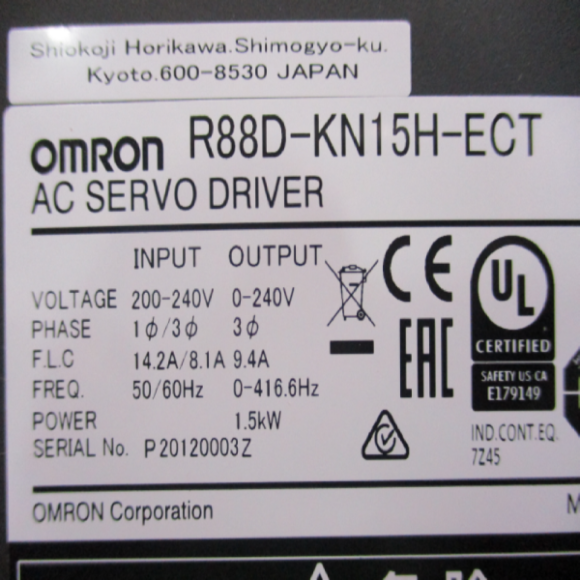 Shiokoji Horikawa.Shimogyo-ku.
Kyoto.600-8530 JAPAN
OMRON R88D-KN15H-ECT
AC SERVO DRIVER
INPUT OUTPUT
VOLTAGE 200-240V 0-240V
PHASE 1ϕ/3ϕ 3ϕ
F.L.C 14.2A/8.1A 9.4A
FREQ. 50/60Hz 0-416.6Hz
POWER 1.5kW
SERIAL No. P20120003Z
CE
EAC
UL
CERTIFIED
SAFETY US CA
E179149
IND.CONT.EQ.
7Z45
OMRON Corporation
M